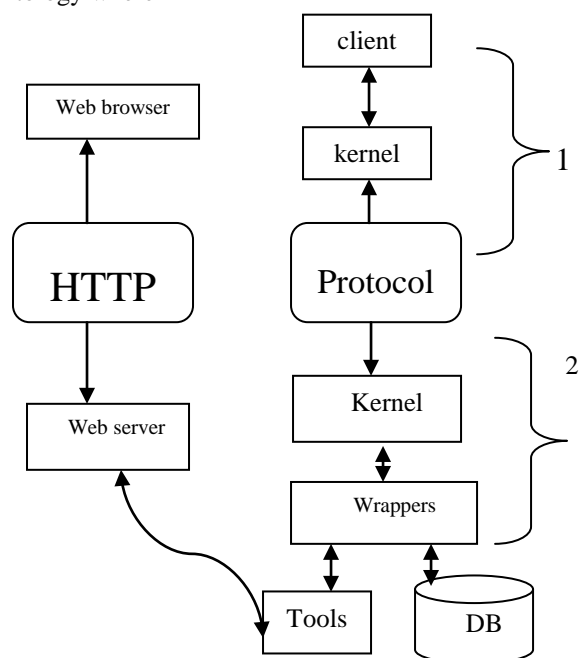 client
Web browser
kernel
1
HTTP
Protocol
2
Kernel
Web server
Wrappers
Tools
DB